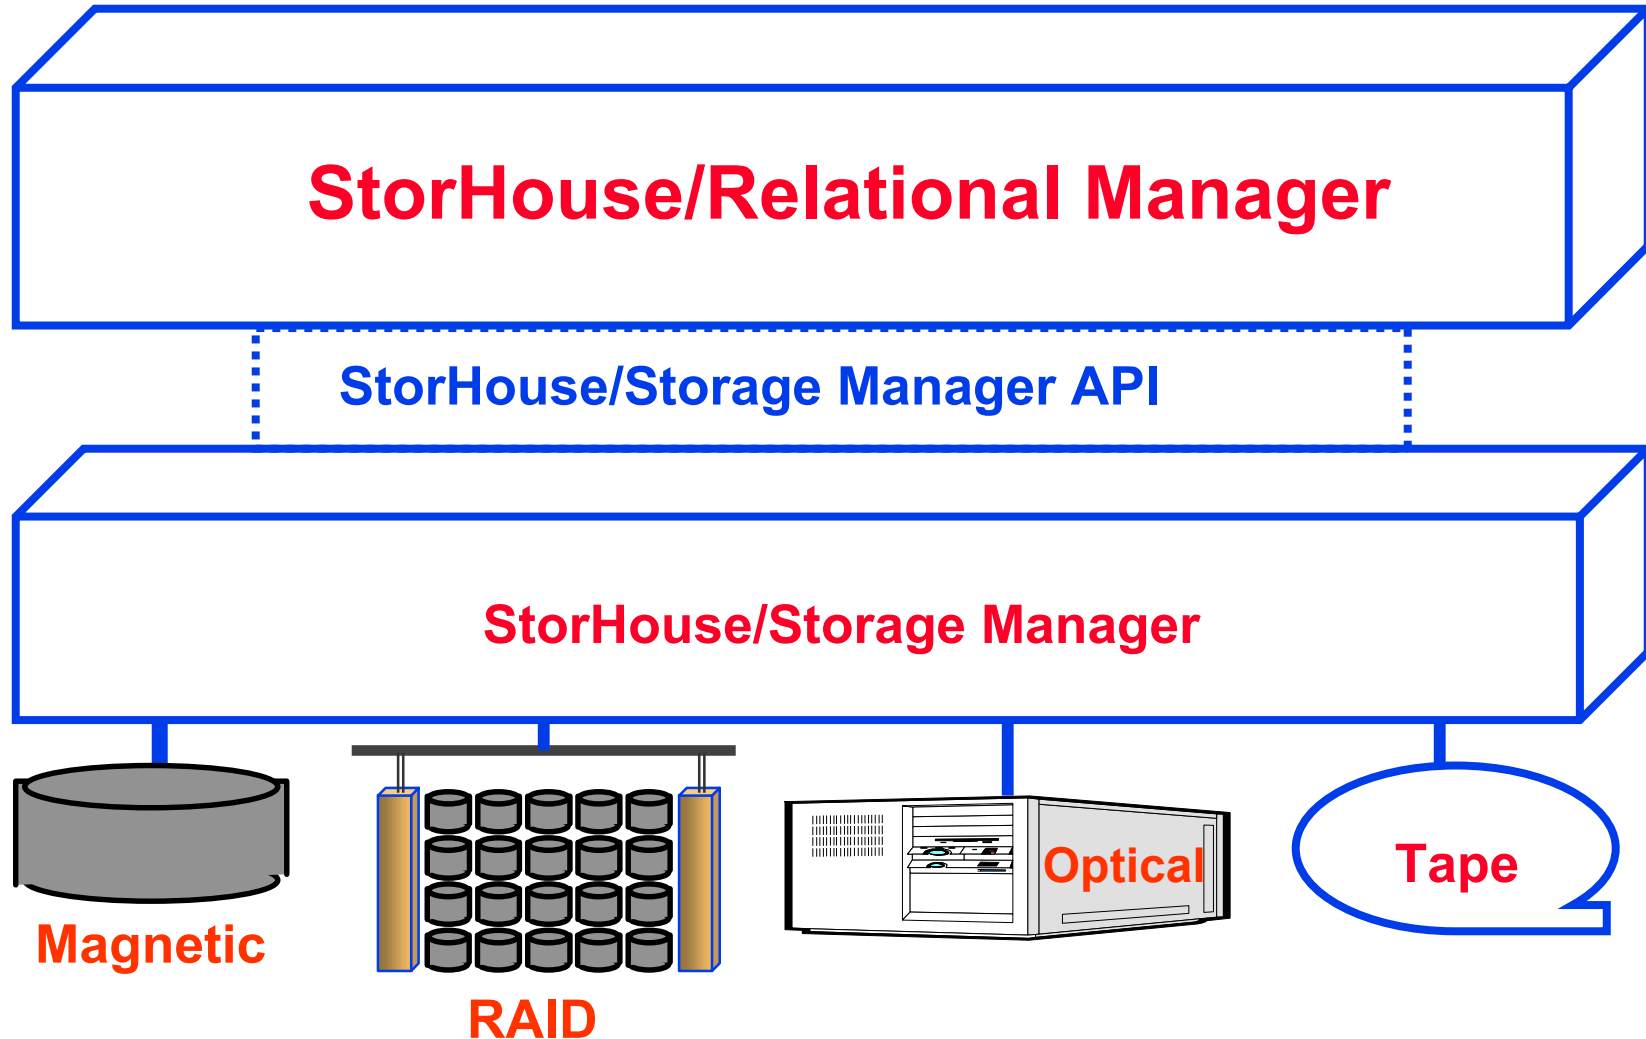 StorHouse/Relational Manager
StorHouse/Storage Manager API
StorHouse/Storage Manager
Magnetic
RAID
Optical
Tape